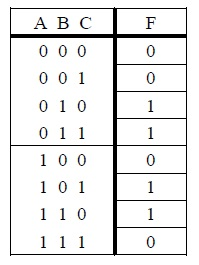 A B C F
0 0 0 0
0 0 1 0
0 1 0 1
0 1 1 1
1 0 0 0
1 0 1 1
1 1 0 1
1 1 1 0